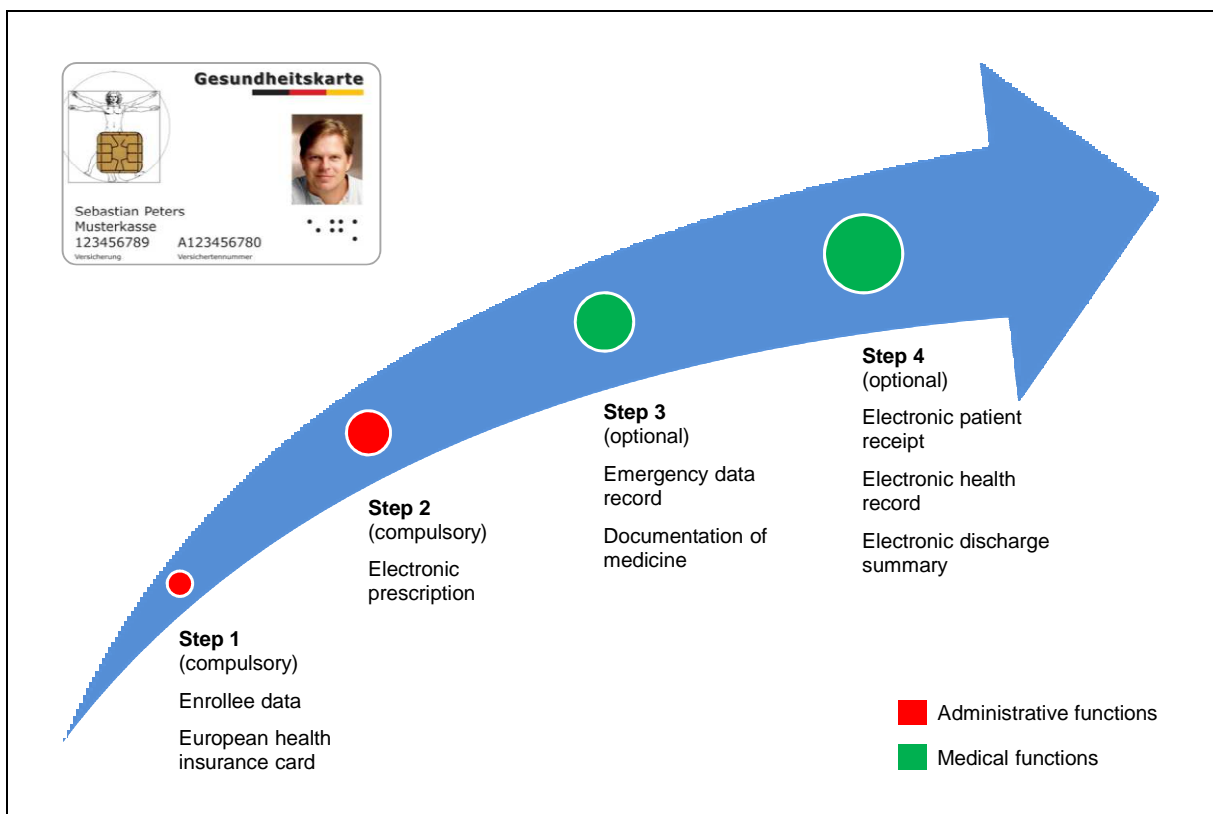 Gesundheitskarte
Sebastian Peters
Musterkasse
123456789 A123456780
Versicherung Versichertennummer
Step 1
(compulsory)
Enrollee data
European health
insurance card
Step 2
(compulsory)
Electronic
prescription
Step 3
(optional)
Emergency data
record
Documentation of
medicine
Step 4
(optional)
Electronic patient
receipt
Electronic health
record
Electronic discharge
summary
Administrative functions
Medical functions